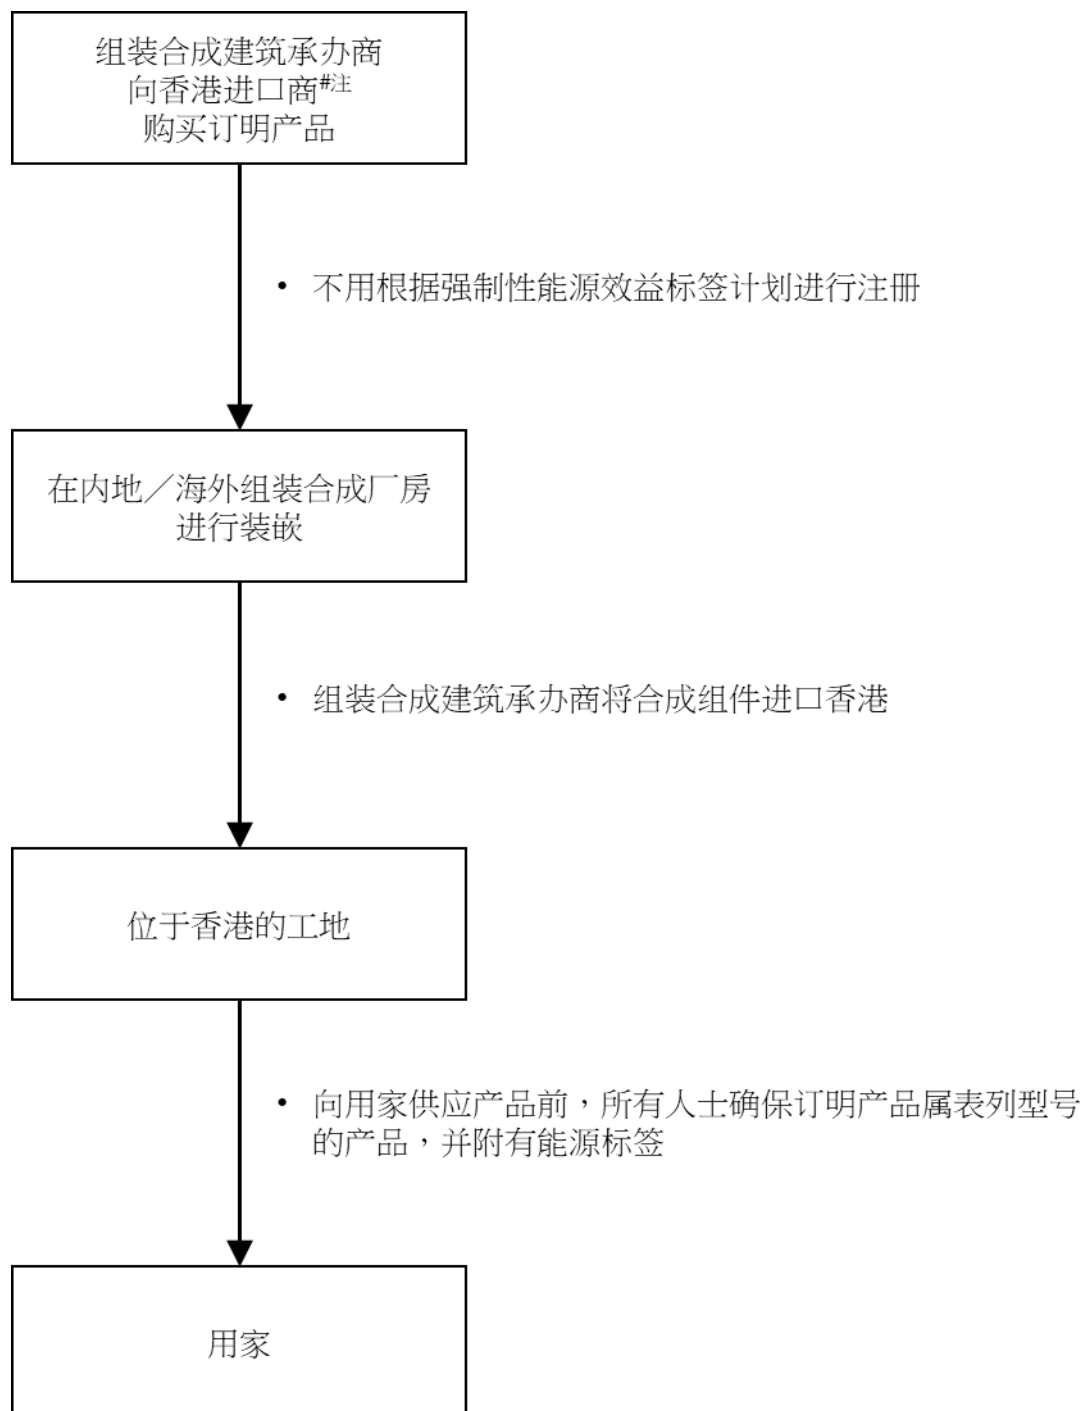 组装合成建筑承办商
向香港进口商#注
购买订明产品
• 不用根据强制性能源效益标签计划进行注册
在内地／海外组装合成厂房
进行装嵌
• 组装合成建筑承办商将合成组件进口香港
位于香港的工地
• 向用家供应产品前，所有人士确保订明产品属表列型号
的产品，并附有能源标签
用家